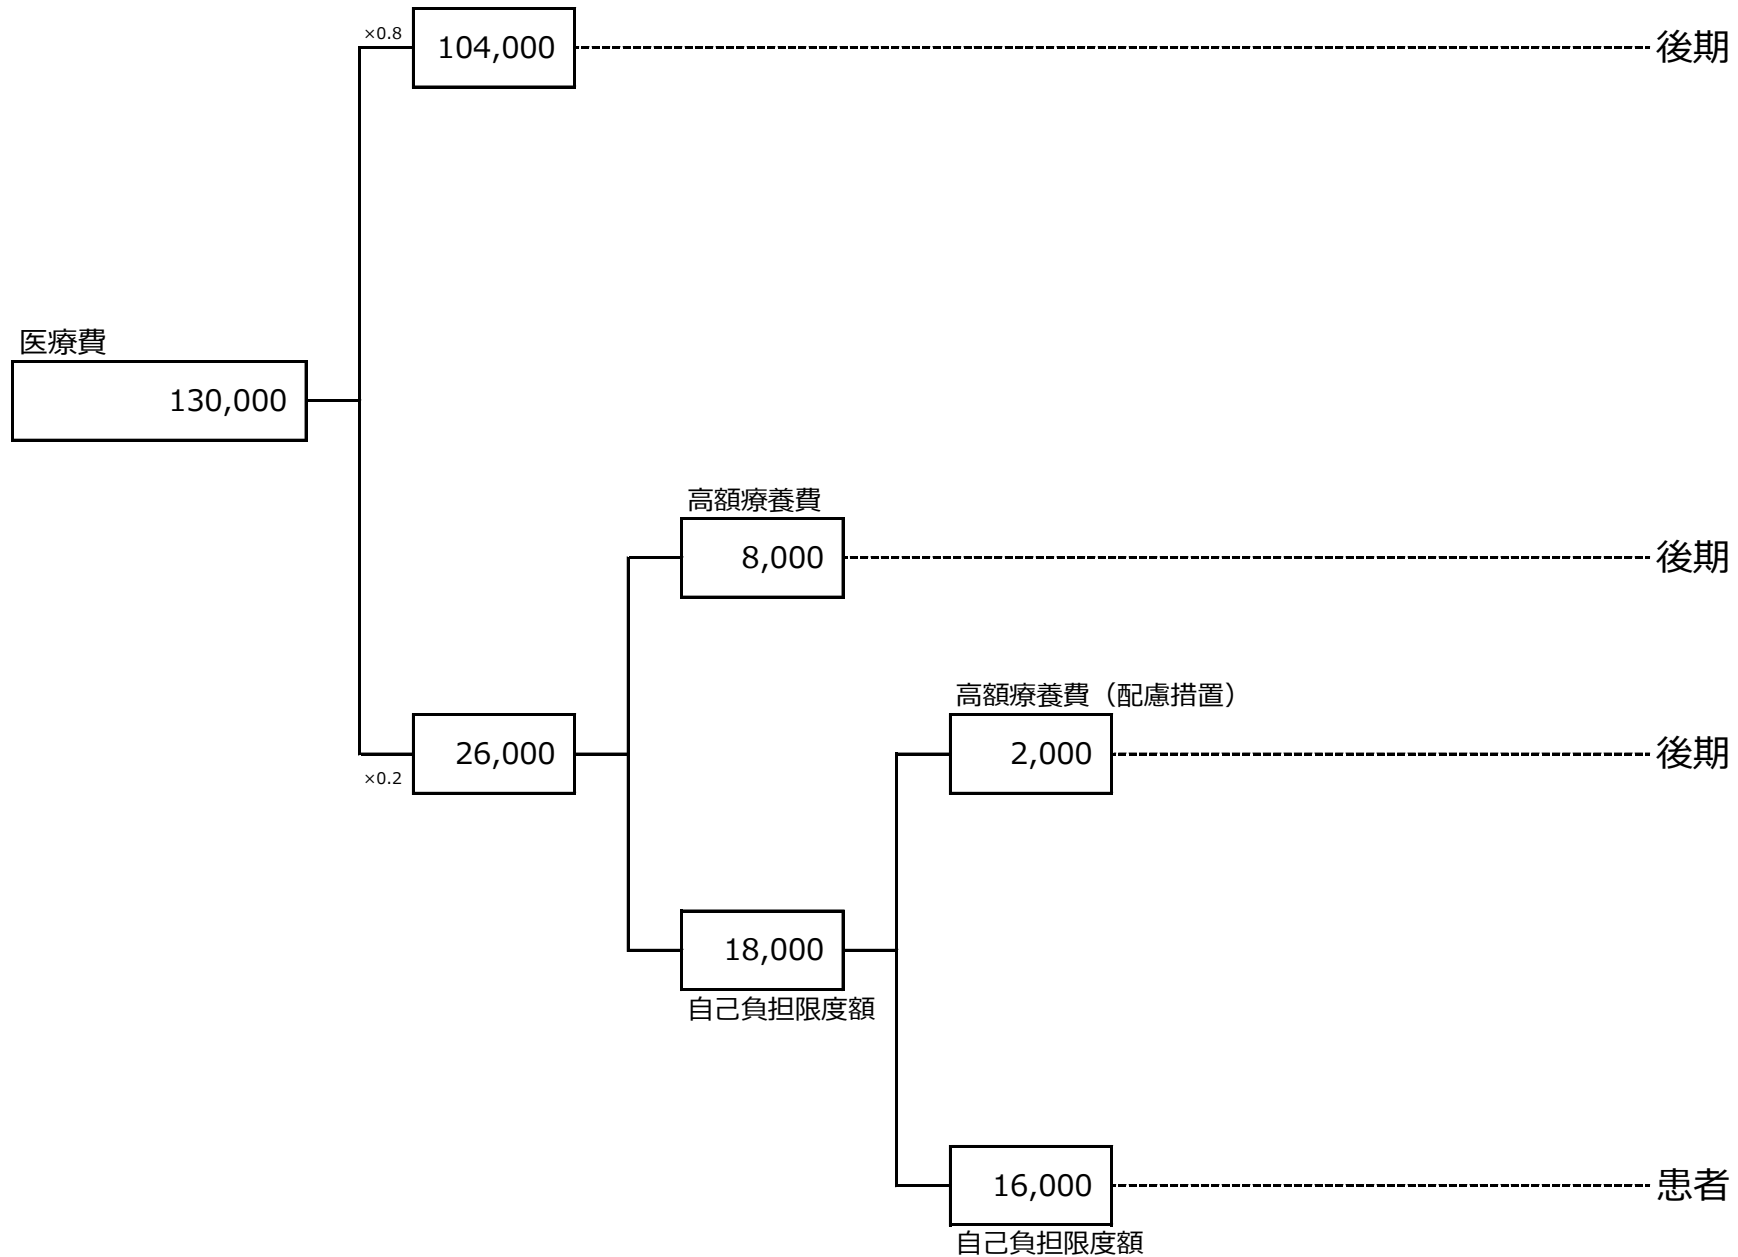 ×0.8
104,000
後期
医療費
130,000
高額療養費
8,000
後期
高額療養費（配慮措置）
26,000
2,000
後期
×0.2
18,000
自己負担限度額
16,000
患者
自己負担限度額